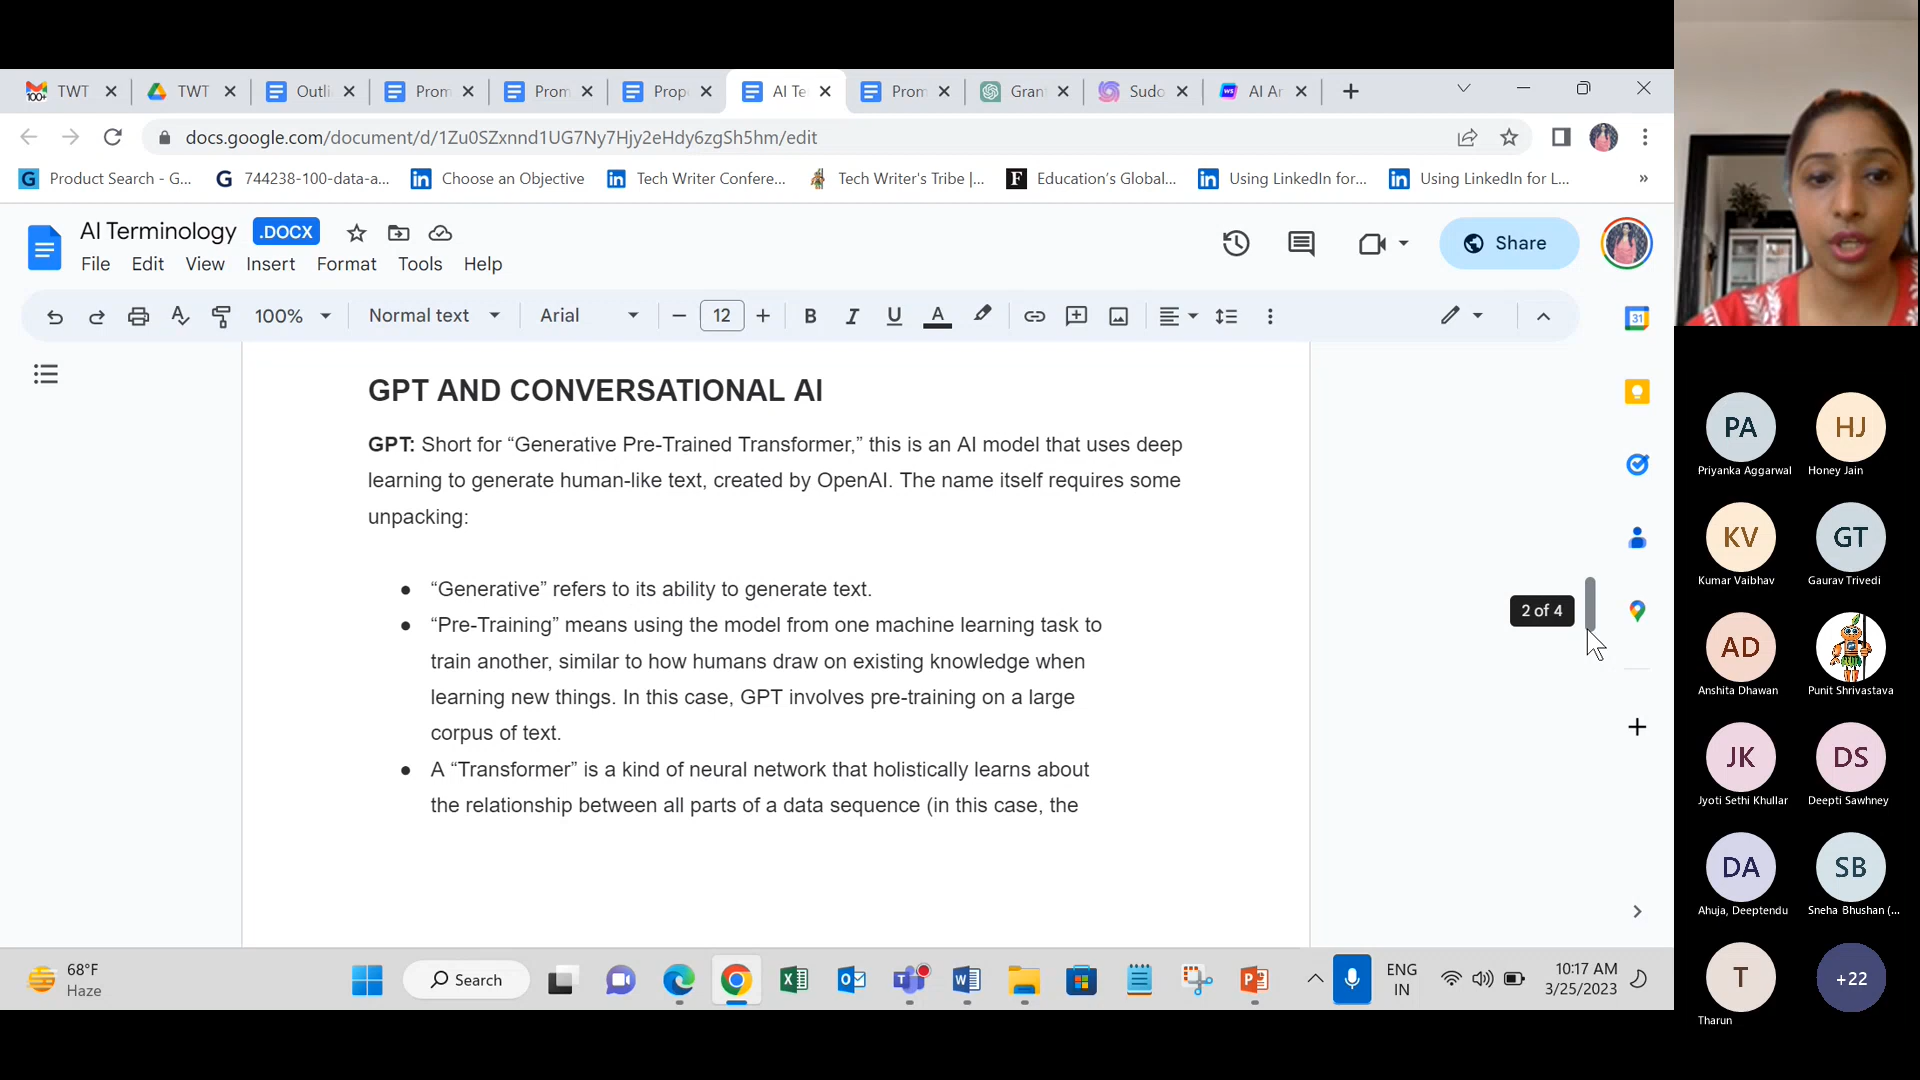 TWT
TWT
Outli
Prom
Prom
Prop
AI Te
Prom
Gran
Sudo
AI Ar
docs.google.com/document/d/1Zu0SZxnnd1UG7Ny7Hjy2eHdy6zgSh5hm/edit
Product Search - G...
744238-100-data-a...
Choose an Objective
Tech Writer Confere...
Tech Writer's Tribe |...
Education's Global...
Using LinkedIn for...
Using LinkedIn for L...
»
AI Terminology .DOCX
File Edit View Insert Format Tools Help
Share
100% Normal text Arial 12 B I U A
31
GPT AND CONVERSATIONAL AI
GPT: Short for “Generative Pre-Trained Transformer,” this is an AI model that uses deep
learning to generate human-like text, created by OpenAI. The name itself requires some
unpacking:
● “Generative” refers to its ability to generate text.
● “Pre-Training” means using the model from one machine learning task to
train another, similar to how humans draw on existing knowledge when
learning new things. In this case, GPT involves pre-training on a large
corpus of text.
● A “Transformer” is a kind of neural network that holistically learns about
the relationship between all parts of a data sequence (in this case, the
2 of 4
PA
Priyanka Aggarwal
HJ
Honey Jain
KV
Kumar Vaibhav
GT
Gaurav Trivedi
AD
Anshita Dhawan
Punit Shrivastava
JK
Jyoti Sethi Khullar
DS
Deepti Sawhney
DA
Ahuja, Deeptendu
SB
Sneha Bhushan (...
T
Tharun
+22
68°F
Haze
Search
ENG
IN
10:17 AM
3/25/2023